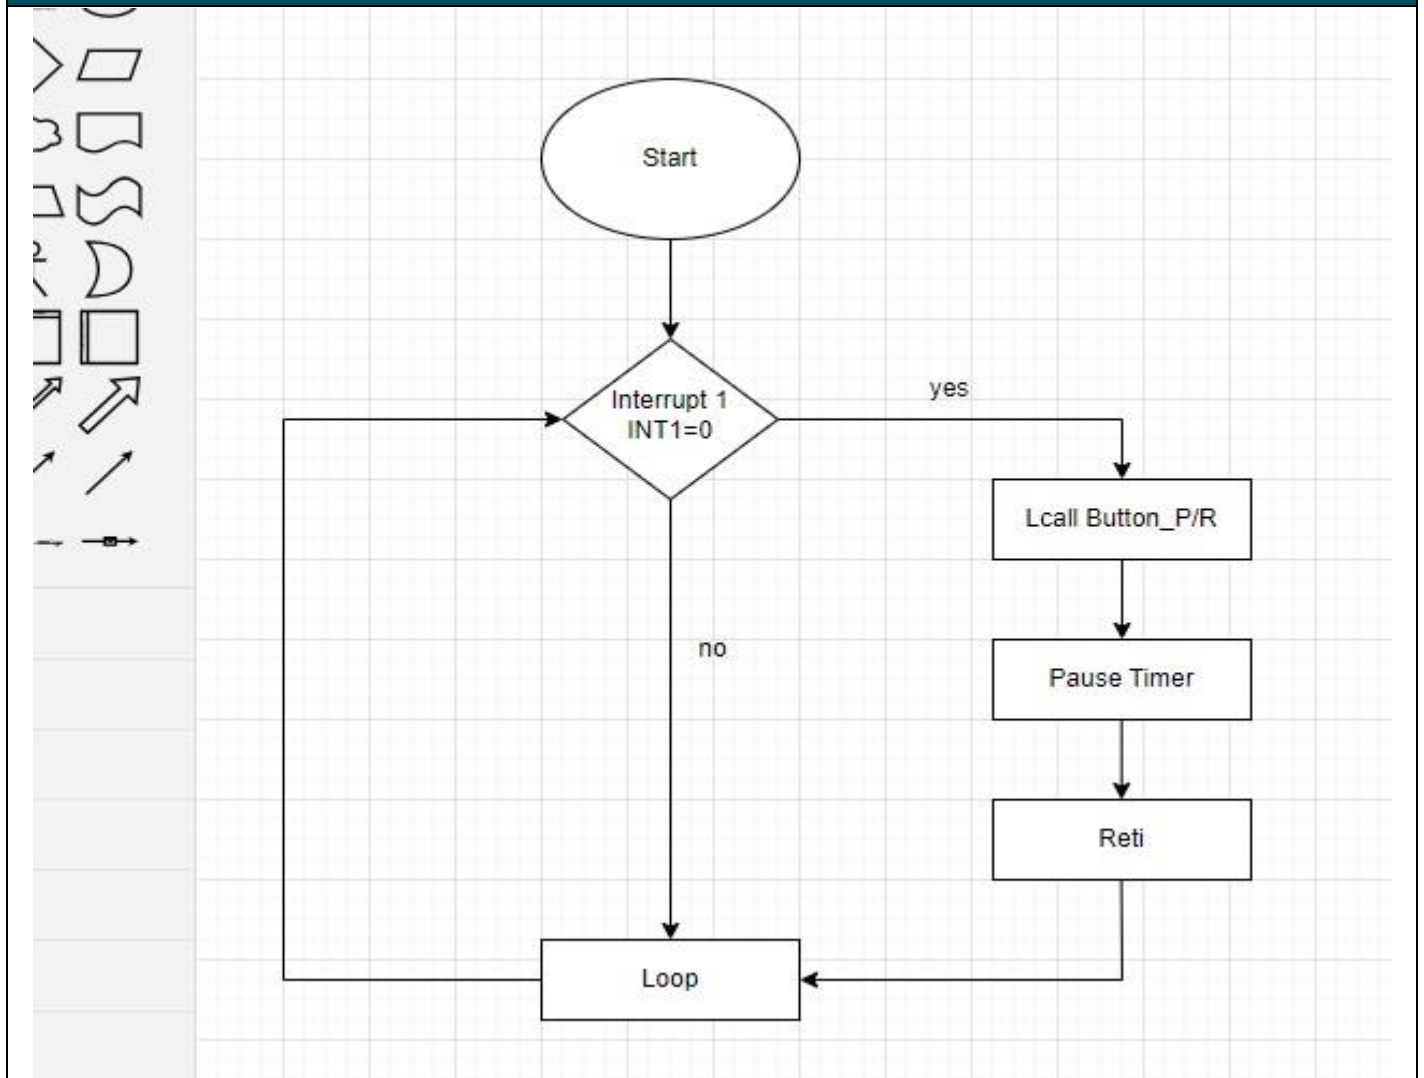 Start
Interrupt 1
INT1=0
yes
Lcall Button_P/R
no
Pause Timer
Reti
Loop